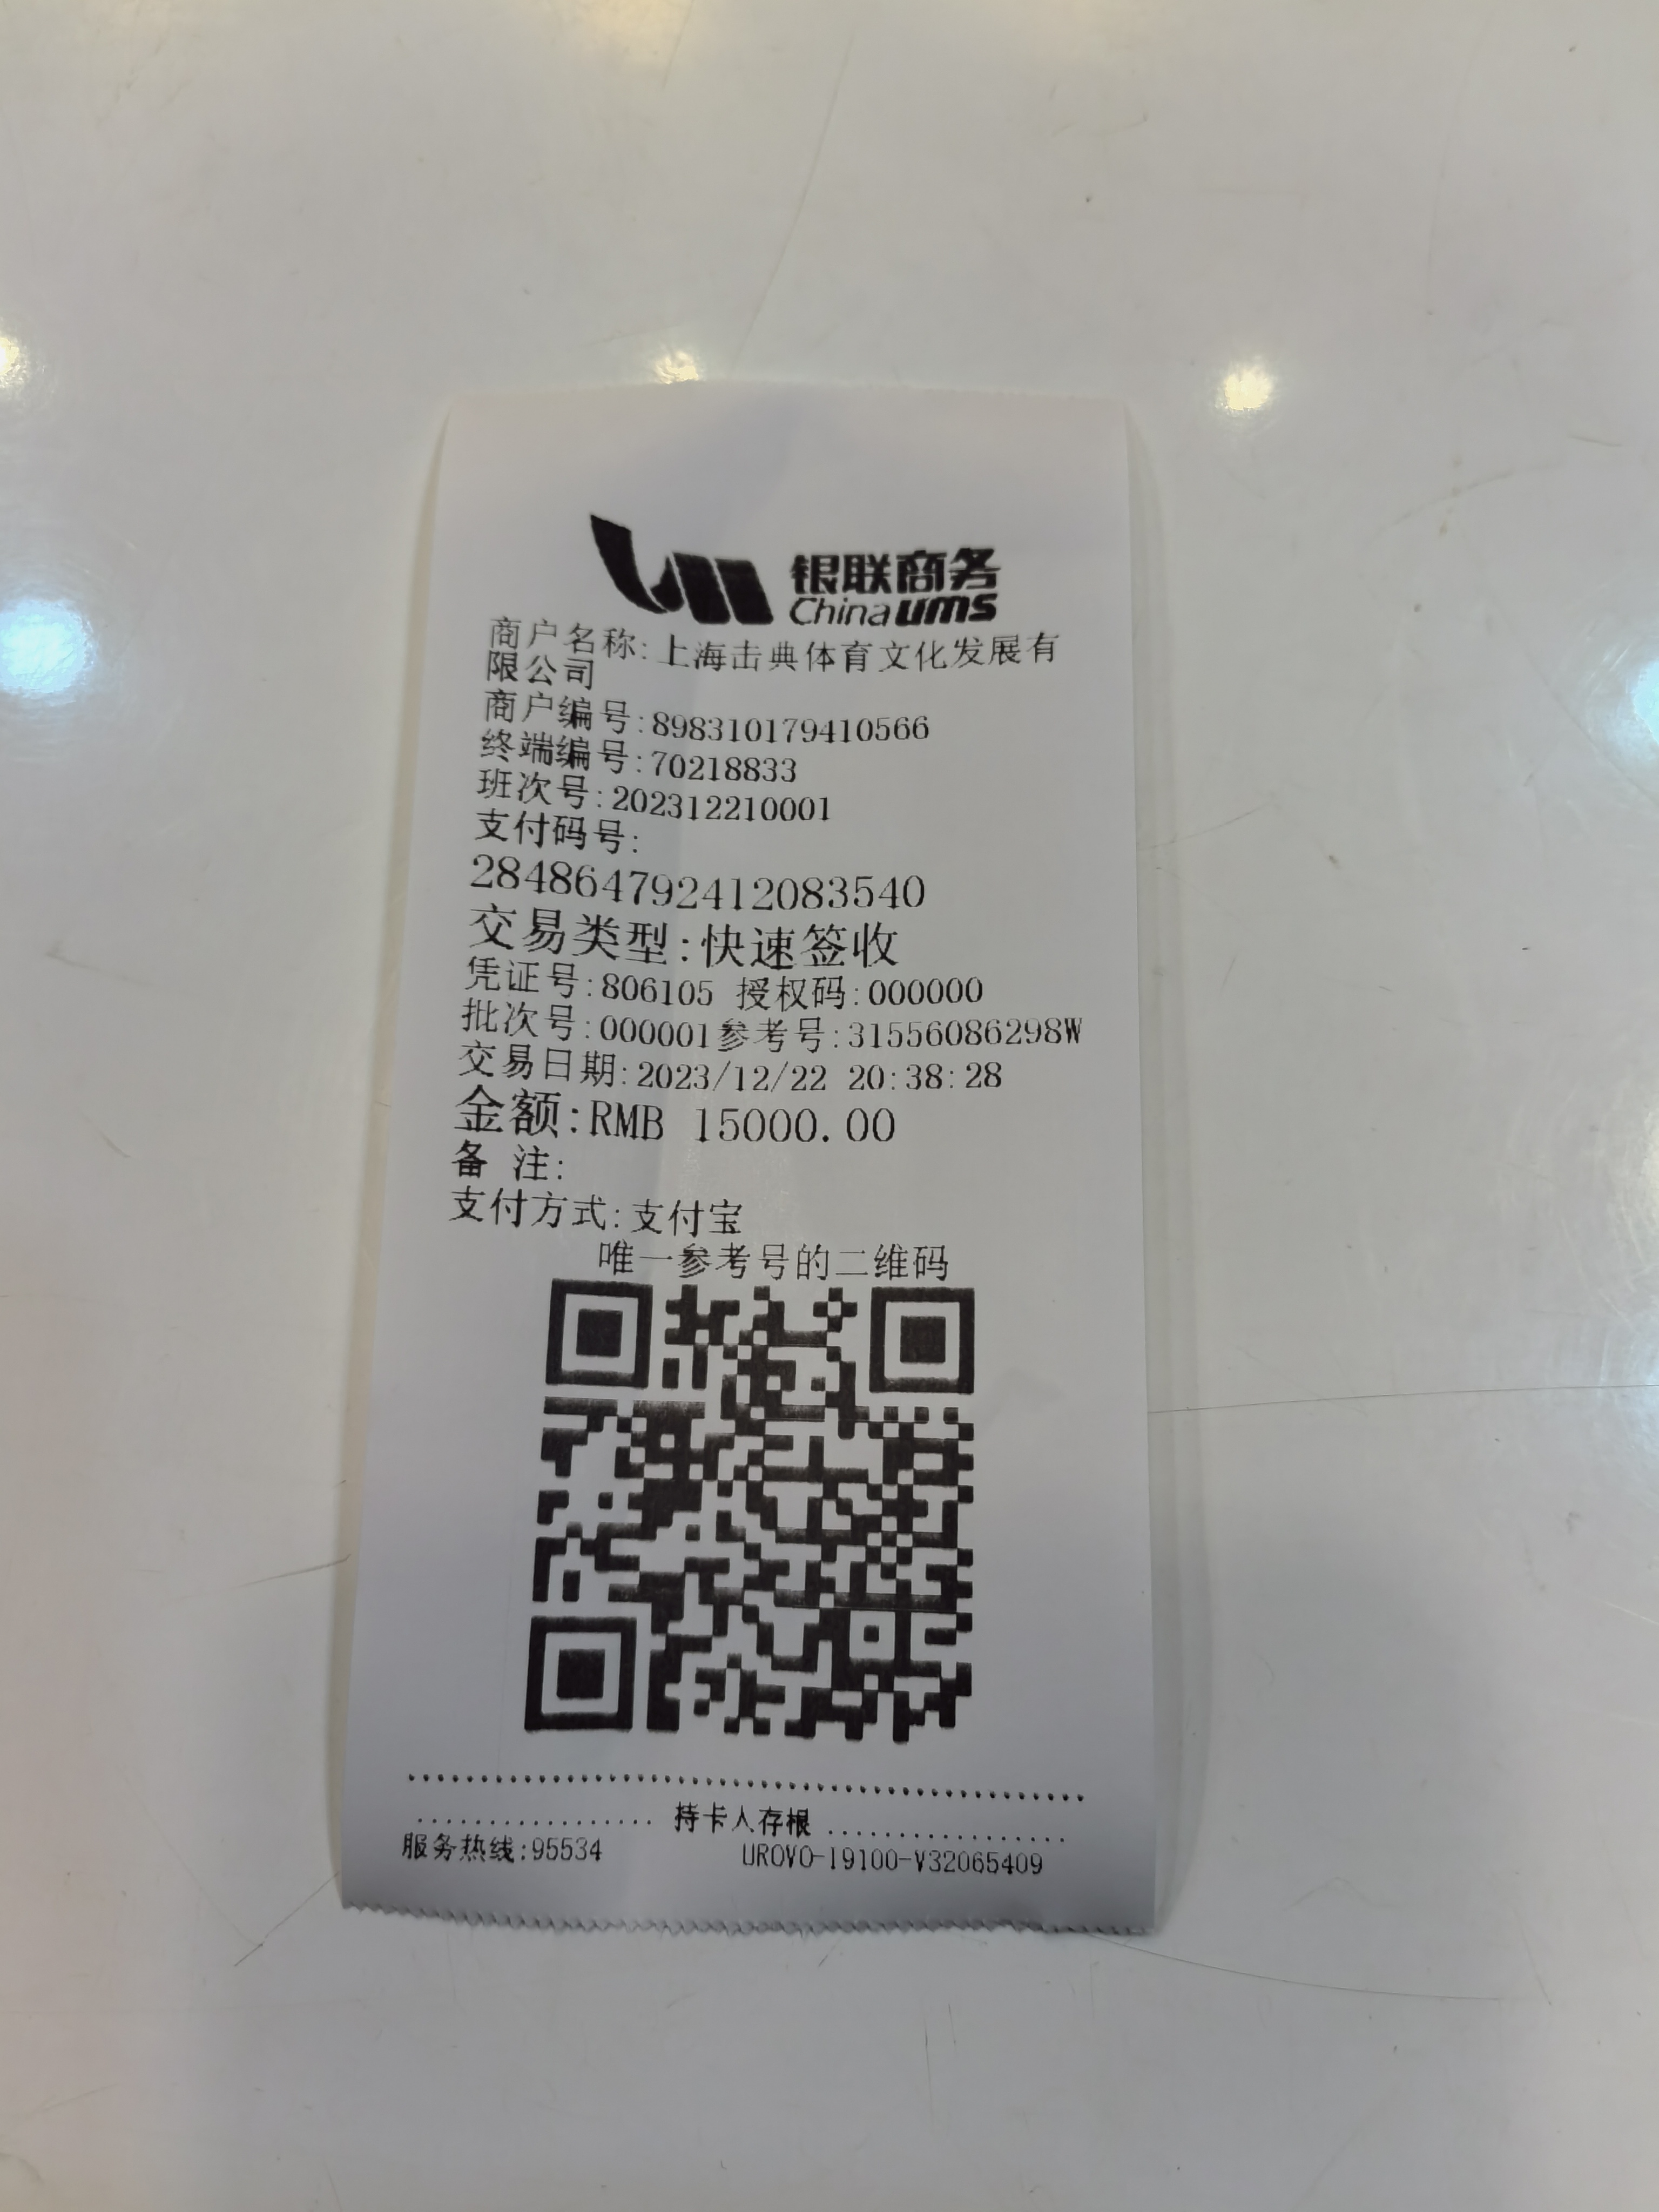 银联商务
China ums
商户名称:上海击典体育文化发展有
限公司
商户编号:898310179410566
终端编号:70218833
班次号:202312210001
支付码号:
284864792412083540
交易类型:快速签收
凭证号:806105 授权码:000000
批次号:000001参考号:31556086298W
交易日期:2023/12/22 20:38:28
金额:RMB 15000.00
备 注:
支付方式:支付宝
唯一参考号的二维码
持卡人存根
服务热线:95534 UROVO-I9100-V32065409